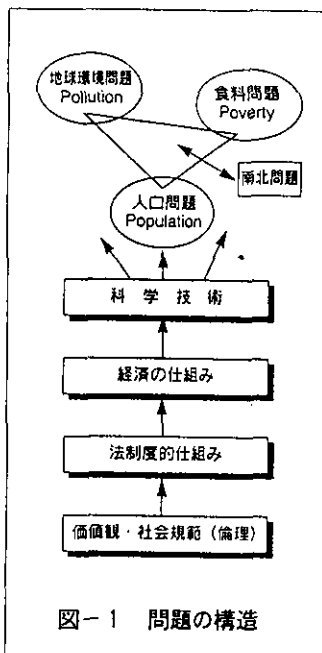 地球環境問題
Pollution
食料問題
Poverty
南北問題
人口問題
Population
科学技術
経済の仕組み
法制度的仕組み
価値観・社会規範(倫理)
図-1 問題の構造